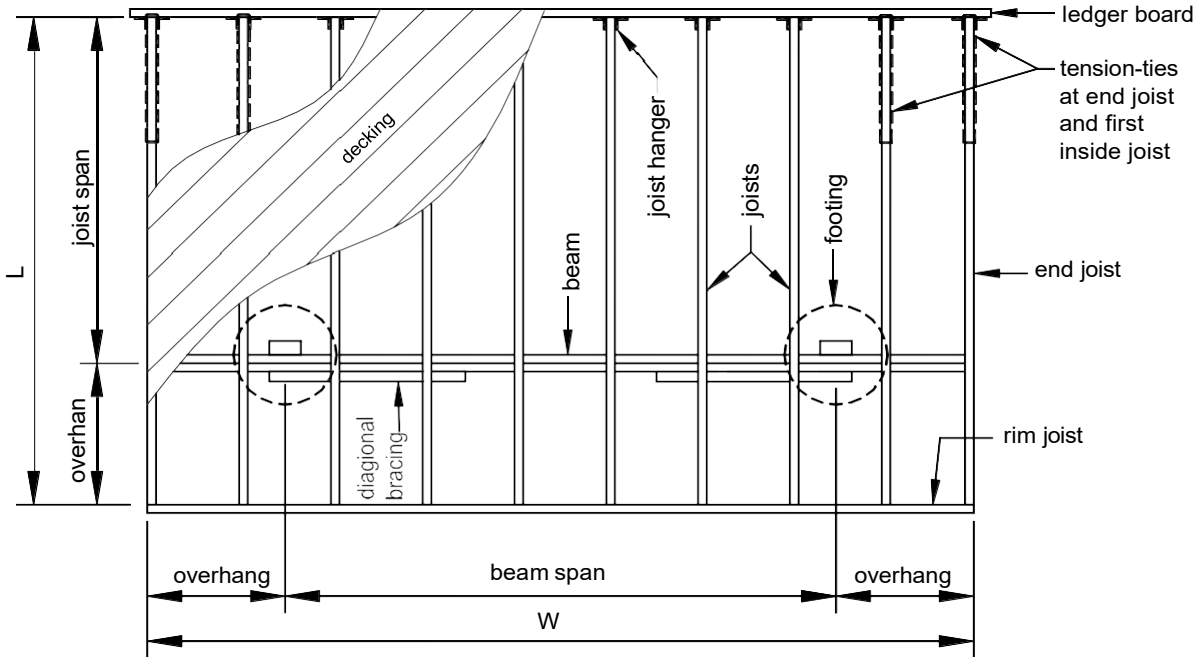 ledger board
tension-ties
at end joist
and first
inside joist
decking
joist hanger
joists
footing
joist span
L
beam
end joist
overhan
diagional
bracing
rim joist
overhang
beam span
overhang
W